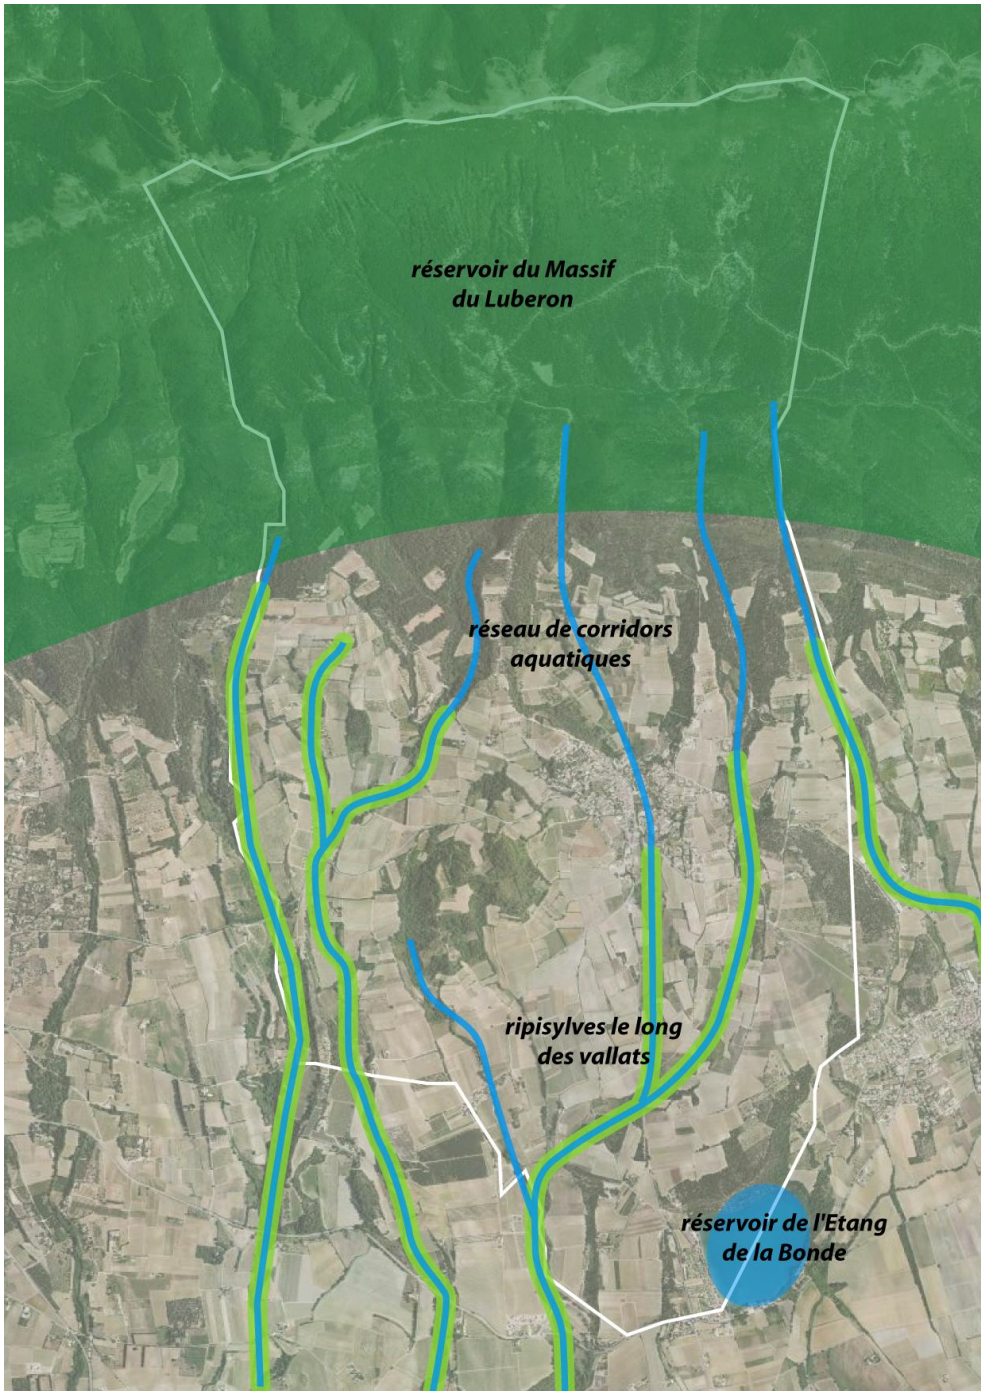 réservoir du Massif
du Luberon
réseau de corridors
aquatiques
ripisylves le long
des vallats
réservoir de l'Etang
de la Bonde